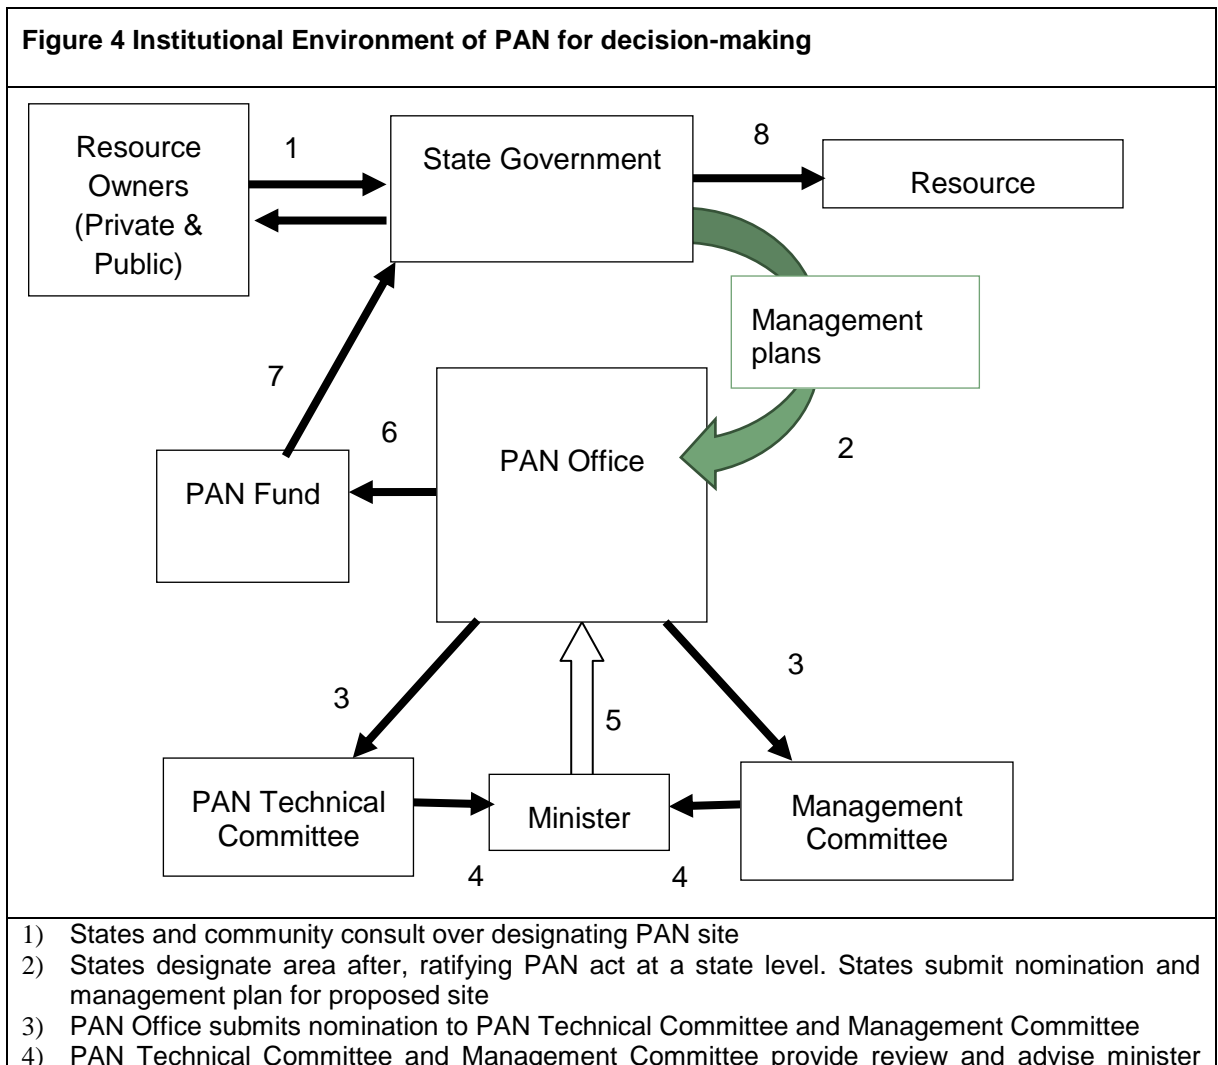 Figure 4 Institutional Environment of PAN for decision-making
Resource
Owners
(Private &
Public)
1
State Government
8
Resource
Management
plans
2
7
6
PAN Office
PAN Fund
3
5
3
PAN Technical
Committee
Minister
Management
Committee
4
4
1) States and community consult over designating PAN site
2) States designate area after, ratifying PAN act at a state level. States submit nomination and
management plan for proposed site
3) PAN Office submits nomination to PAN Technical Committee and Management Committee
4) PAN Technical Committee and Management Committee provide review and advise minister